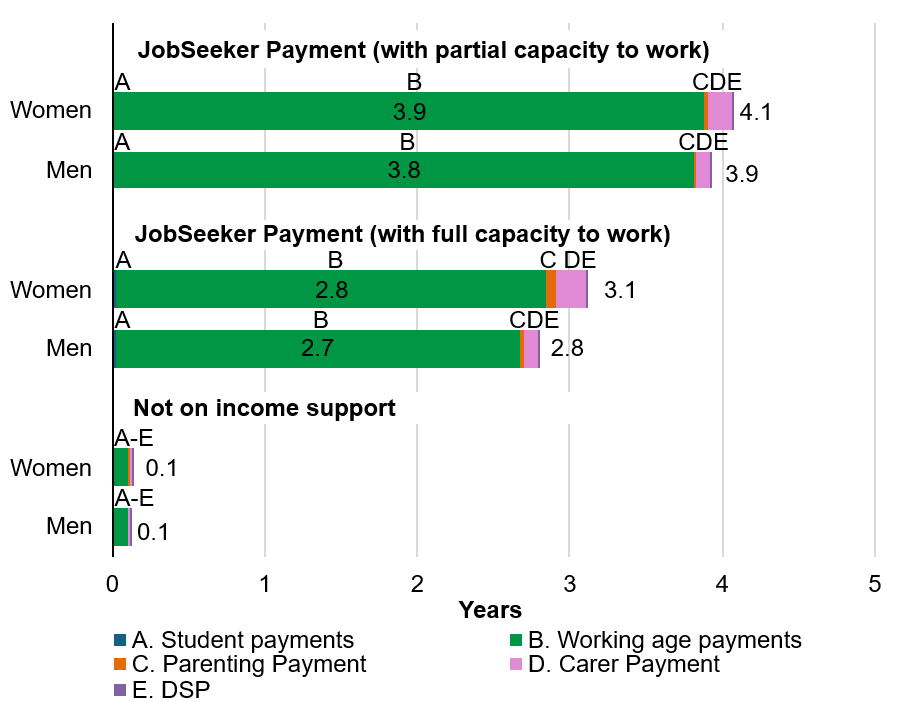 JobSeeker Payment (with partial capacity to work)
A B CDE
Women 3.9 4.1
A B CDE
Men 3.8 3.9
JobSeeker Payment (with full capacity to work)
A B C DE
Women 2.8 3.1
A B CDE
Men 2.7 2.8
Not on income support
A-E
Women 0.1
A-E
Men 0.1
0 1 2 3 4 5
Years
A. Student payments B. Working age payments
C. Parenting Payment D. Carer Payment
E. DSP